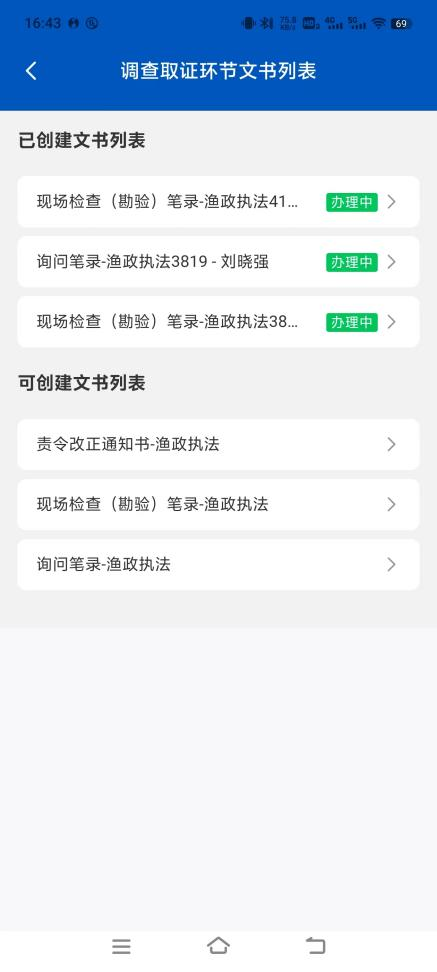 16:43
75.8
KB/s
4G
5G
69
调查取证环节文书列表
已创建文书列表
现场检查（勘验）笔录-渔政执法41...
办理中
询问笔录-渔政执法3819 - 刘晓强
办理中
现场检查（勘验）笔录-渔政执法38...
办理中
可创建文书列表
责令改正通知书-渔政执法
现场检查（勘验）笔录-渔政执法
询问笔录-渔政执法